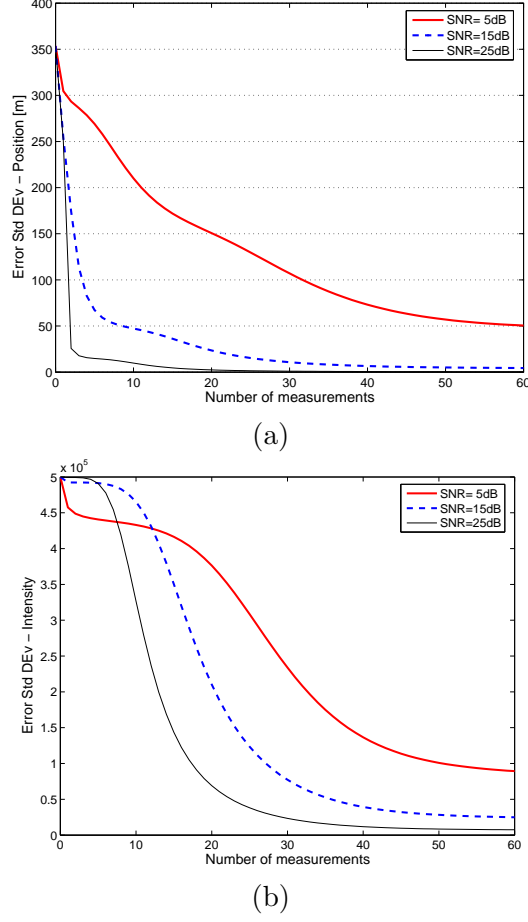 400
350
300
250
200
150
100
50
0
Error Std DEv − Position [m]
SNR= 5dB
SNR=15dB
SNR=25dB
0 10 20 30 40 50 60
Number of measurements
(a)
x 10⁵
5
4.5
4
3.5
3
2.5
2
1.5
1
0.5
0
Error Std DEv − Intensity
SNR= 5dB
SNR=15dB
SNR=25dB
0 10 20 30 40 50 60
Number of measurements
(b)